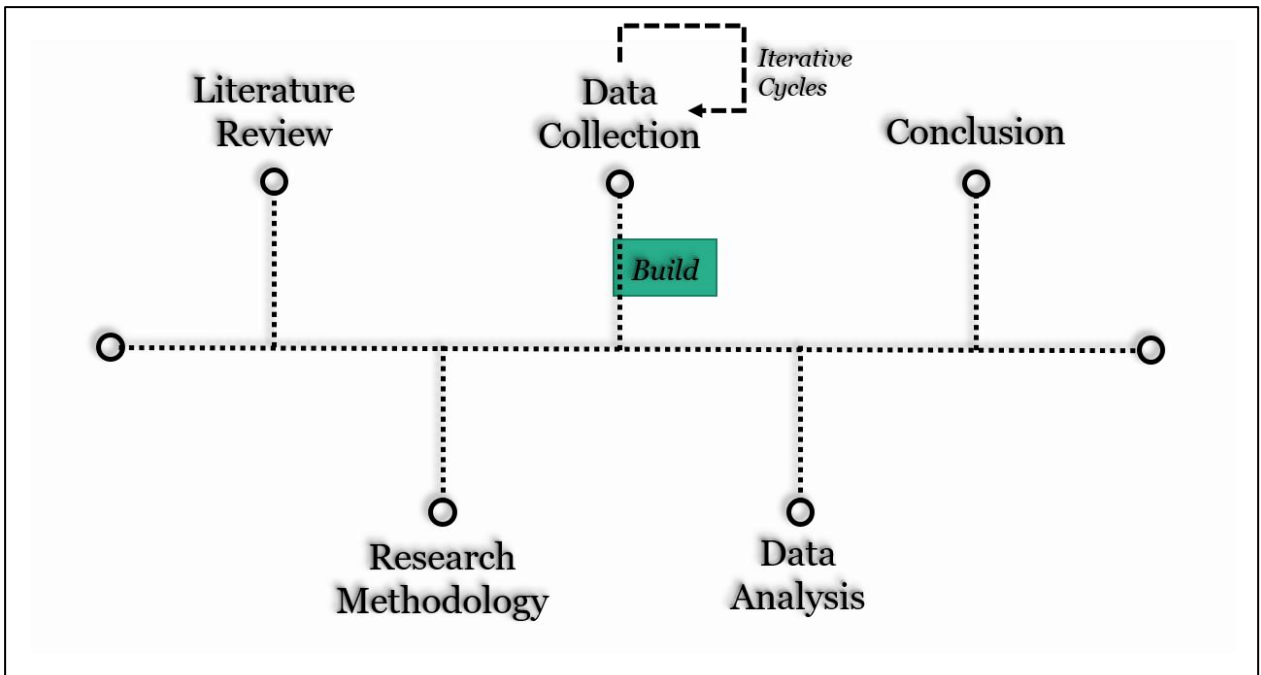 Literature
Review
Data
Collection
Iterative
Cycles
Conclusion
Build
Research
Methodology
Data
Analysis